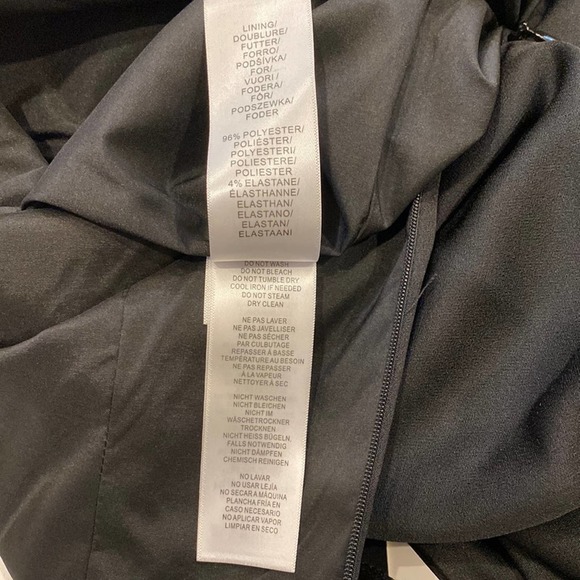 LINING/
DOUBLURE/
FUTTER/
FORRO/
PODŠÍVKA/
FOR/
VUORI/
FODERA/
FÔR/
PODSZEWKA/
FODER
96% POLYESTER/
POLIÉSTER/
POLYESTERI/
POLIESTERE/
POLIESTER
4% ELASTANE/
ÉLASTHANNE/
ELASTHAN/
ELASTANO/
ELASTAN/
ELASTAANI
DO NOT WASH
DO NOT BLEACH
DO NOT TUMBLE DRY
COOL IRON IF NEEDED
DO NOT STEAM
DRY CLEAN
NE PAS LAVER
NE PAS JAVELLISER
NE PAS SÉCHER
PAR CULBUTAGE
REPASSER À BASSE
TEMPÉRATURE AU BESOIN
NE PAS REPASSER
À LA VAPEUR
NETTOYER À SEC
NICHT WASCHEN
NICHT BLEICHEN
NICHT IM
WÄSCHETROCKNER
TROCKNEN
NICHT HEISS BÜGELN,
FALLS NOTWENDIG
NICHT DÄMPFEN
CHEMISCH REINIGEN
NO LAVAR
NO USAR LEJÍA
NO SECAR A MÁQUINA
PLANCHA FRÍA EN
CASO NECESARIO
NO APLICAR VAPOR
LIMPIAR EN SECO